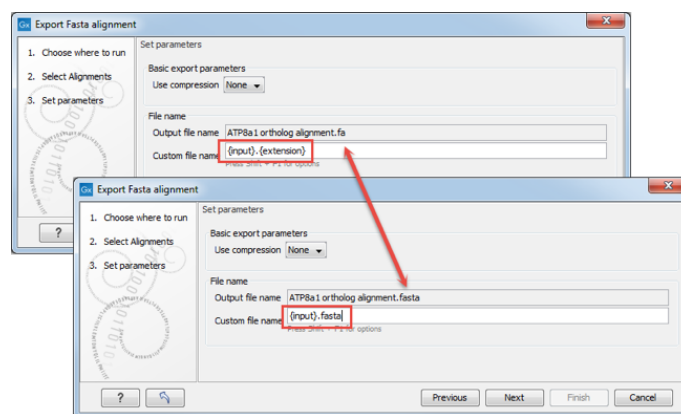 Export Fasta alignment
1. Choose where to run
2. Select Alignments
3. Set parameters
Set parameters
Basic export parameters
Use compression None
File name
Output file name ATP8a1 ortholog alignment.fa
Custom file name {input}.{extension}
Press Shift + F1 for options
?
Export Fasta alignment
1. Choose where to run
2. Select Alignments
3. Set parameters
Set parameters
Basic export parameters
Use compression None
File name
Output file name ATP8a1 ortholog alignment.fasta
Custom file name {input}.fasta
Press Shift + F1 for options
? Previous Next Finish Cancel